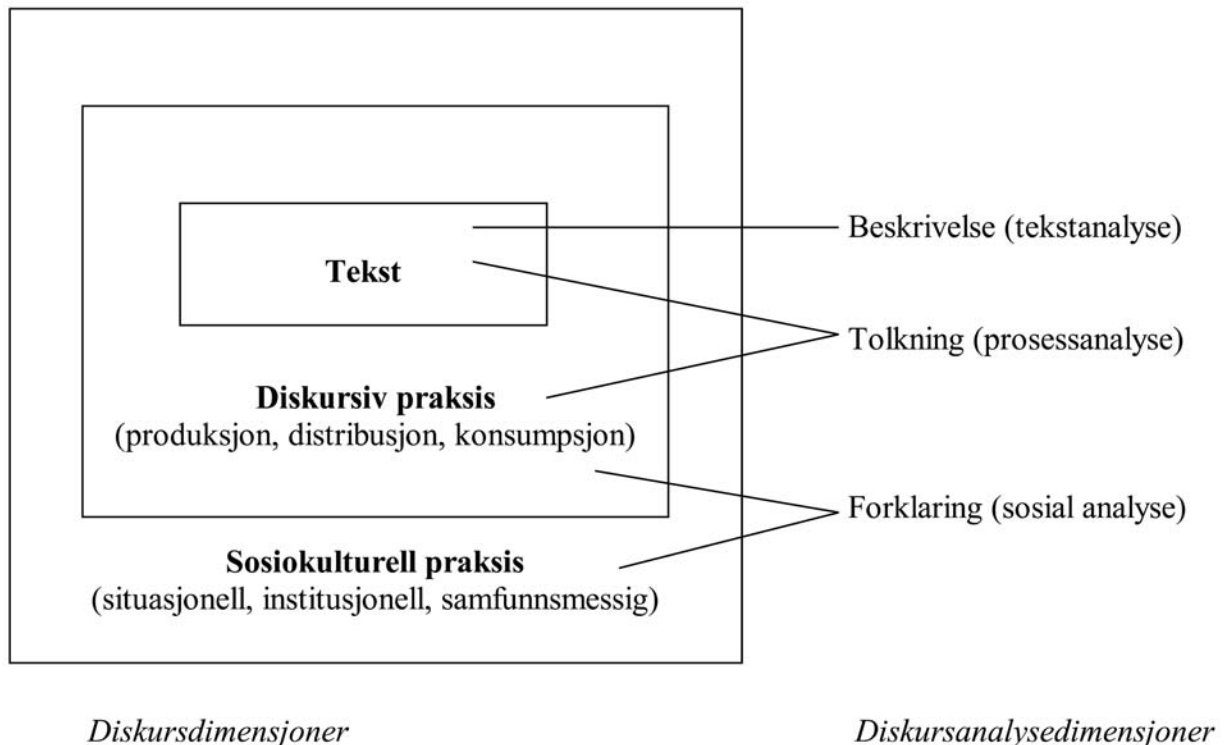 Beskrivelse (tekstanalyse)
Tekst
Tolkning (prosessanalyse)
Diskursiv praksis
(produksjon, distribusjon, konsumpsjon)
Forklaring (sosial analyse)
Sosiokulturell praksis
(situasjonell, institusjonell, samfunnsmessig)
Diskursdimensjoner
Diskursanalysedimensjoner